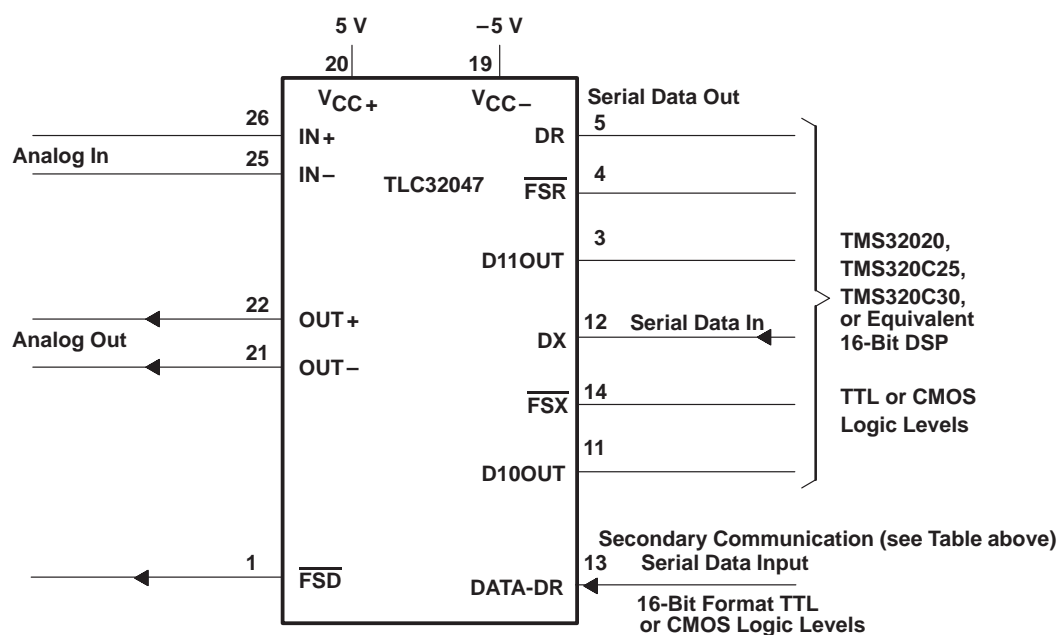 5 V
–5 V
20
19
VCC+
VCC–
Serial Data Out
26
IN+
DR
5
Analog In
25
IN–
TLC32047
FSR
4
D11OUT
3
TMS32020,
TMS320C25,
TMS320C30,
or Equivalent
16-Bit DSP
22
OUT+
DX
12
Serial Data In
Analog Out
21
OUT–
FSX
14
TTL or CMOS
Logic Levels
D10OUT
11
Secondary Communication (see Table above)
1
FSD
DATA-DR
13
Serial Data Input
16-Bit Format TTL
or CMOS Logic Levels